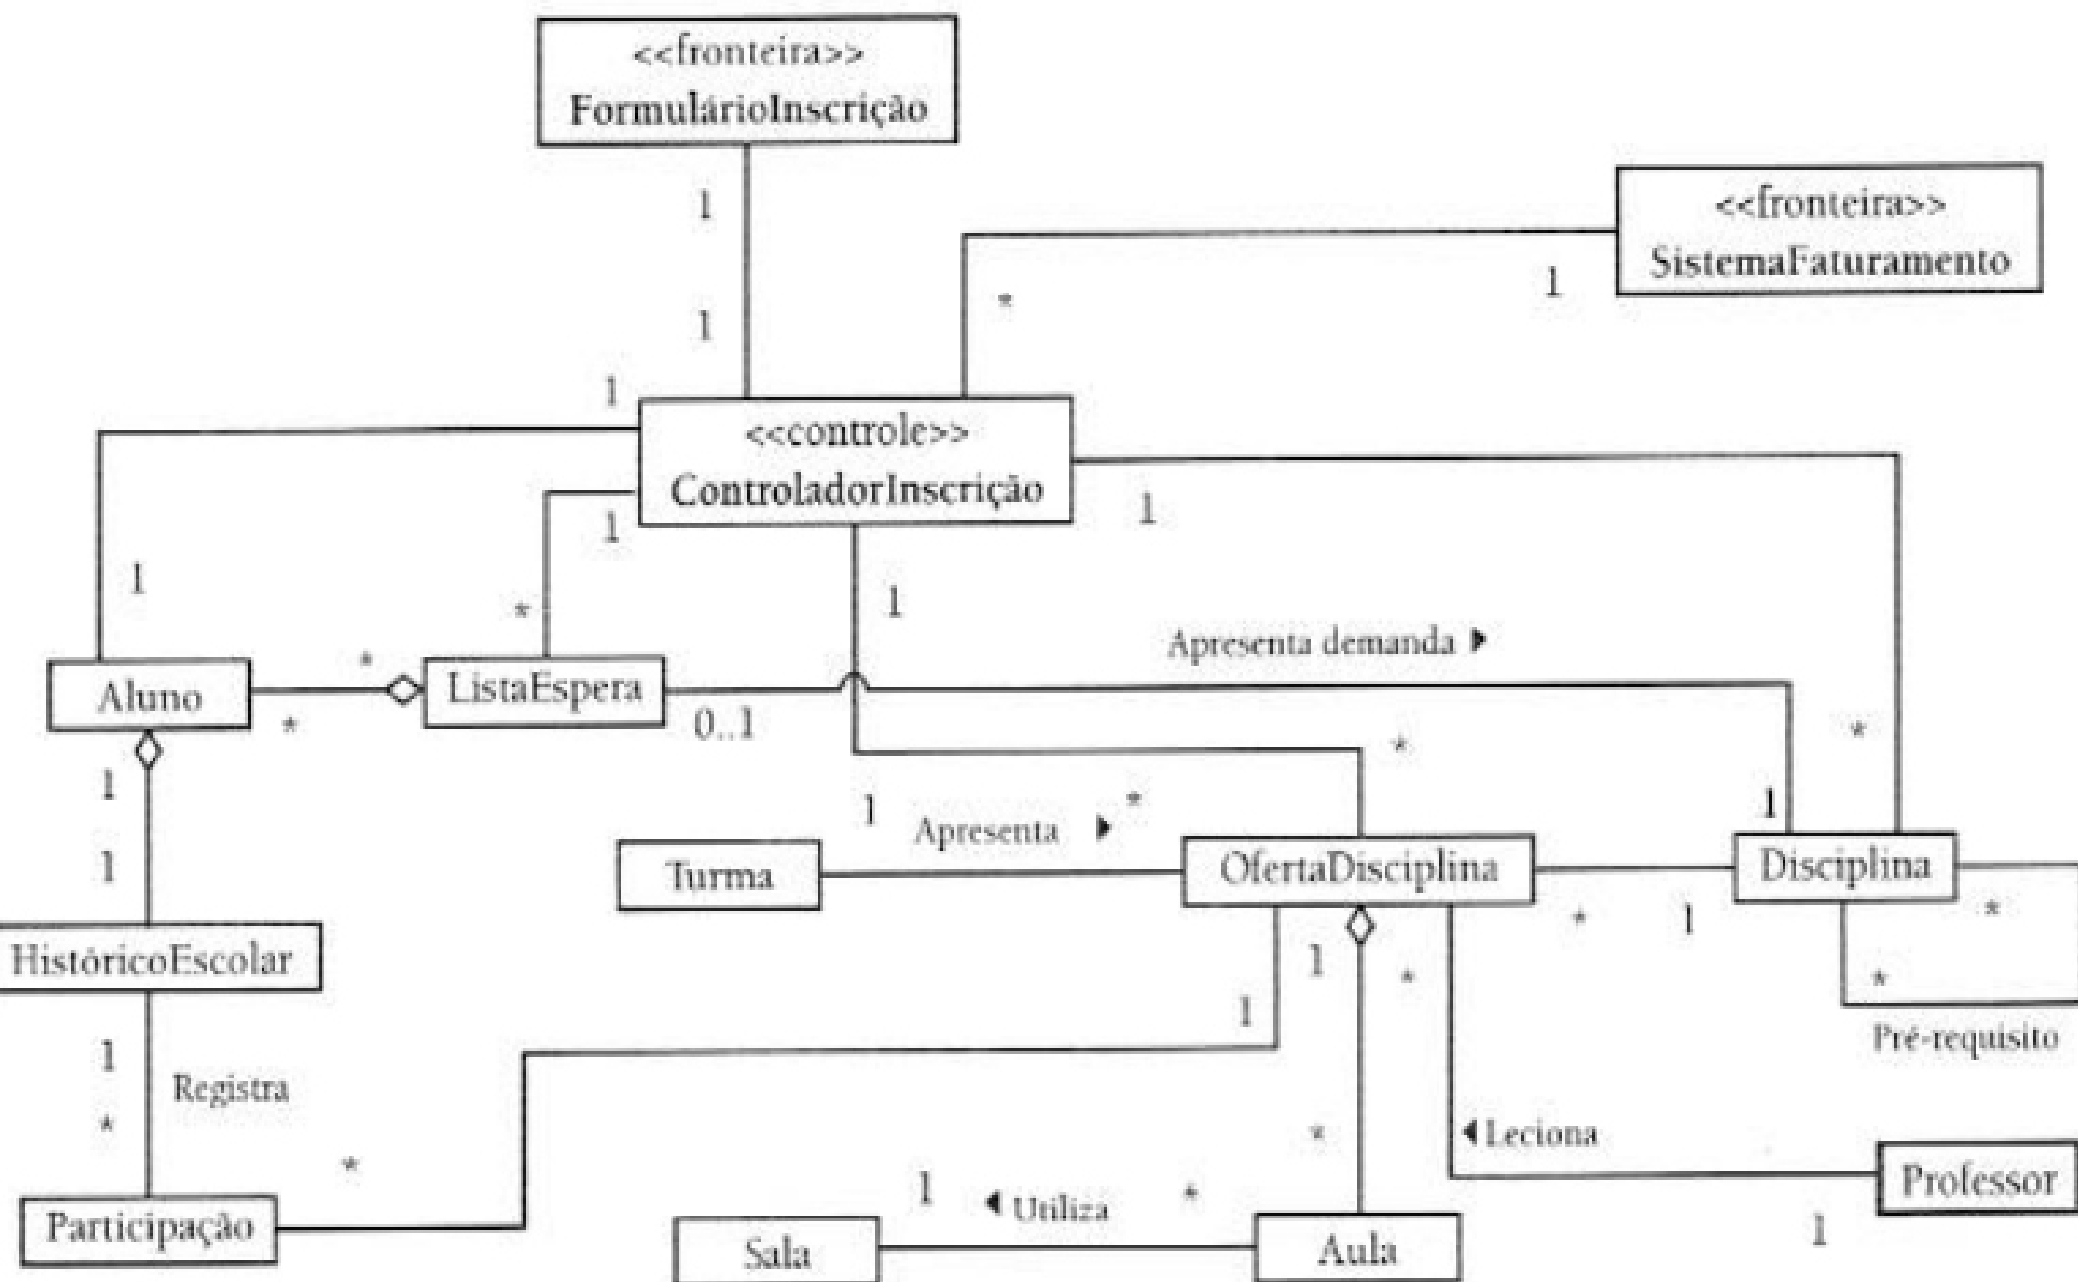 <<fronteira>>
FormulárioInscrição
1
<<fronteira>>
SistemaFaturamento
*
1
1
1
<<controle>>
ControladorInscrição
1
1
1
*
1
Apresenta demanda
*
Aluno
*
ListaEspera
0..1
*
*
1
1
1
Apresenta
*
Turma
OfertaDisciplina
Disciplina
*
1
*
1
HistóricoEscolar
1
*
*
1
Pré-requisito
1
Registra
*
*
*
Leciona
1
Utiliza
*
Professor
Participação
1
Sala
Aula